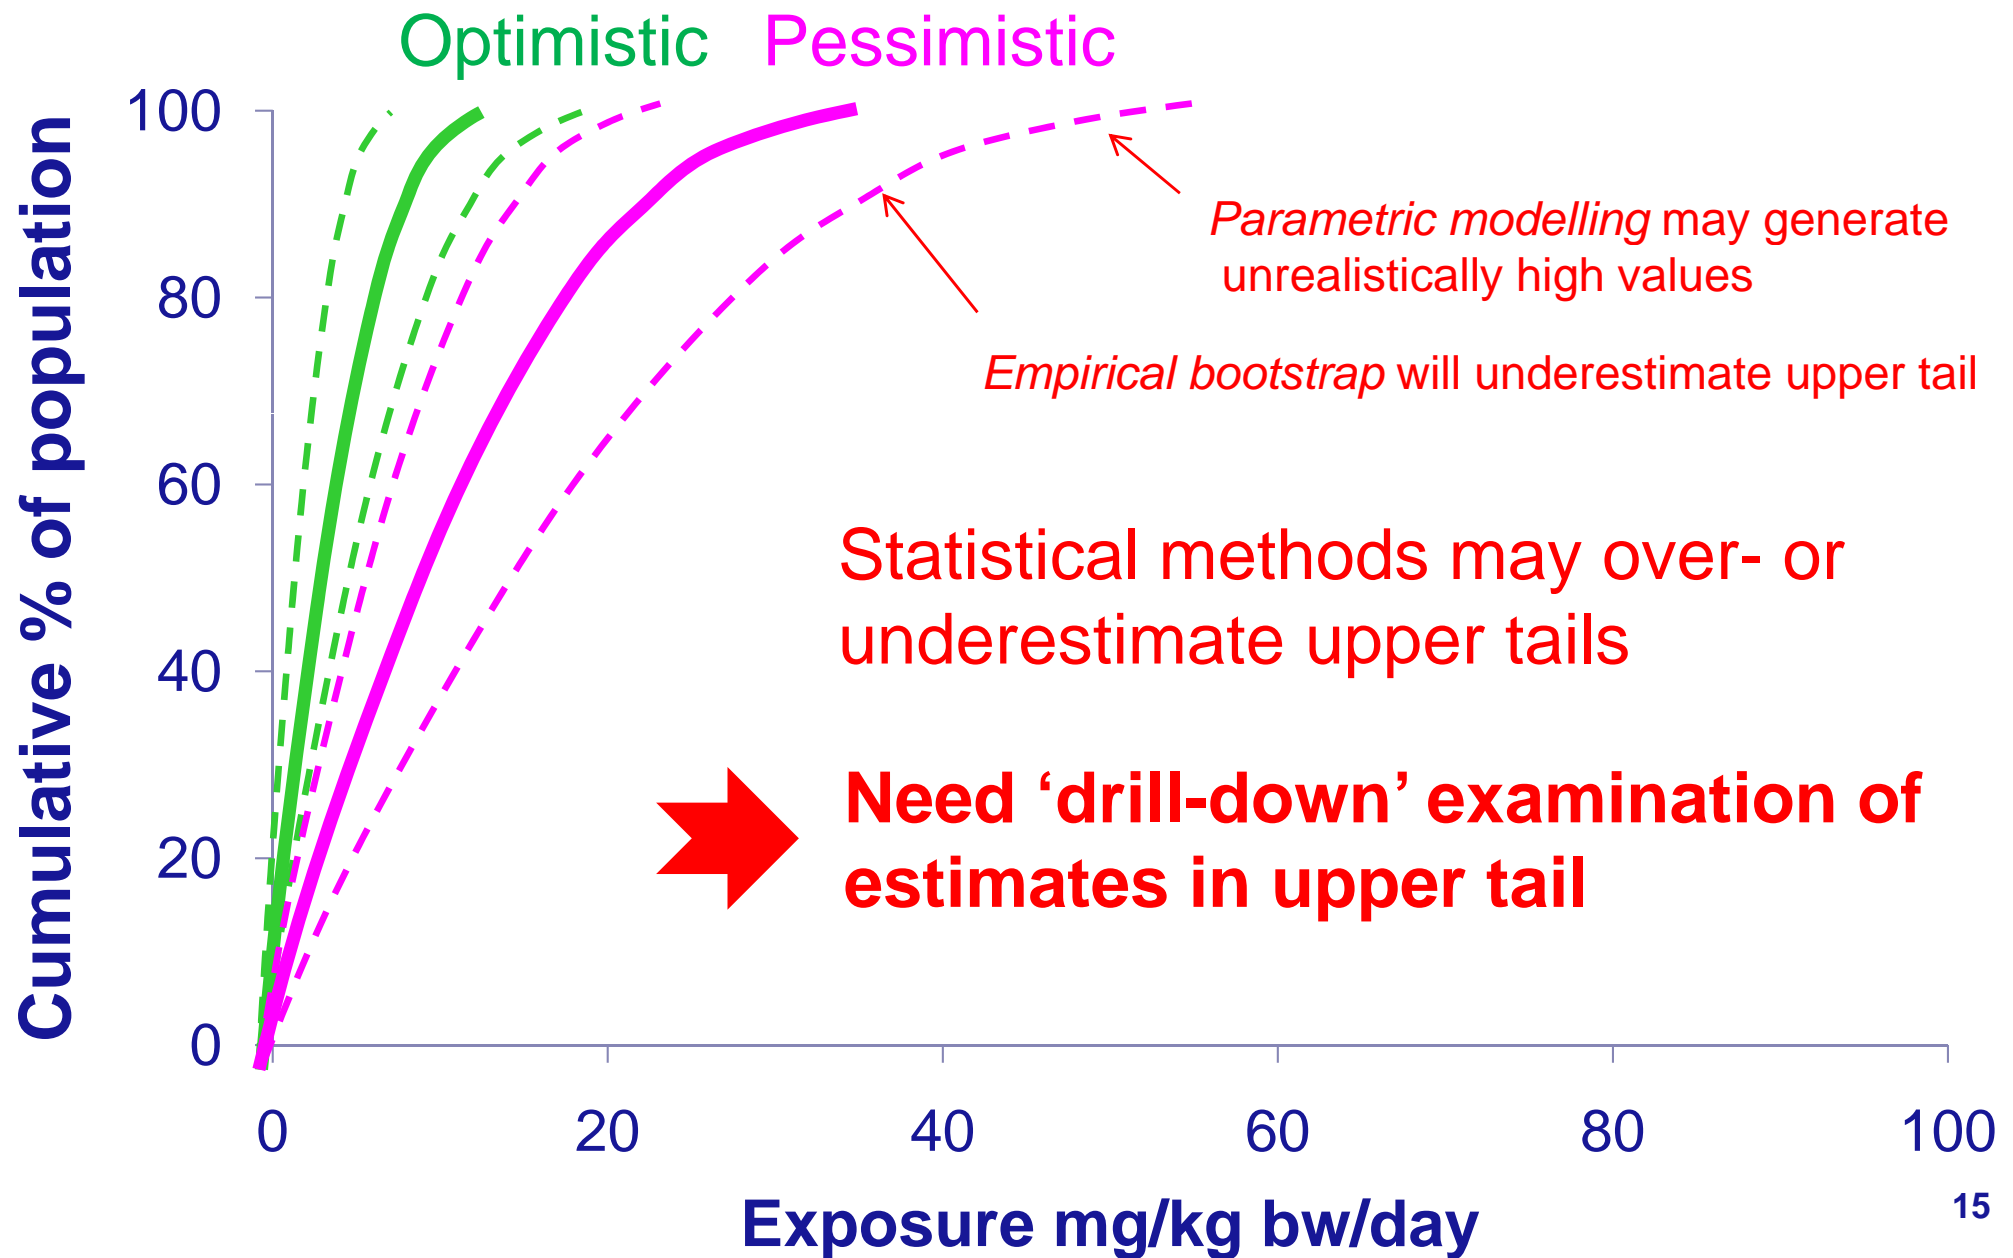 Optimistic Pessimistic
Cumulative % of population
100
80
60
40
20
0
Parametric modelling may generate
unrealistically high values
Empirical bootstrap will underestimate upper tail
Statistical methods may over- or
underestimate upper tails
Need ‘drill-down’ examination of
estimates in upper tail
0 20 40 60 80 100
Exposure mg/kg bw/day
15